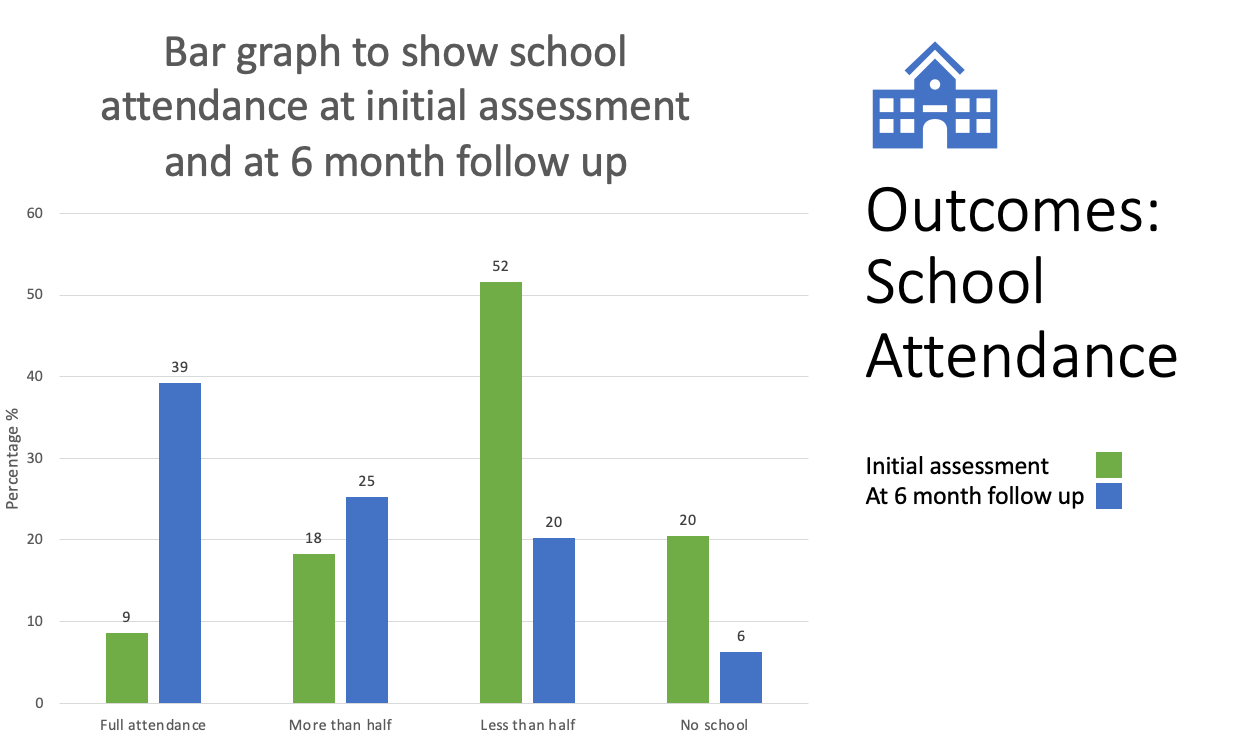 Bar graph to show school
attendance at initial assessment
and at 6 month follow up
60
50
40
30
20
10
0
Percentage %
9
39
18
25
52
20
20
6
Full attendance
More than half
Less than half
No school
Outcomes:
School
Attendance
Initial assessment
At 6 month follow up